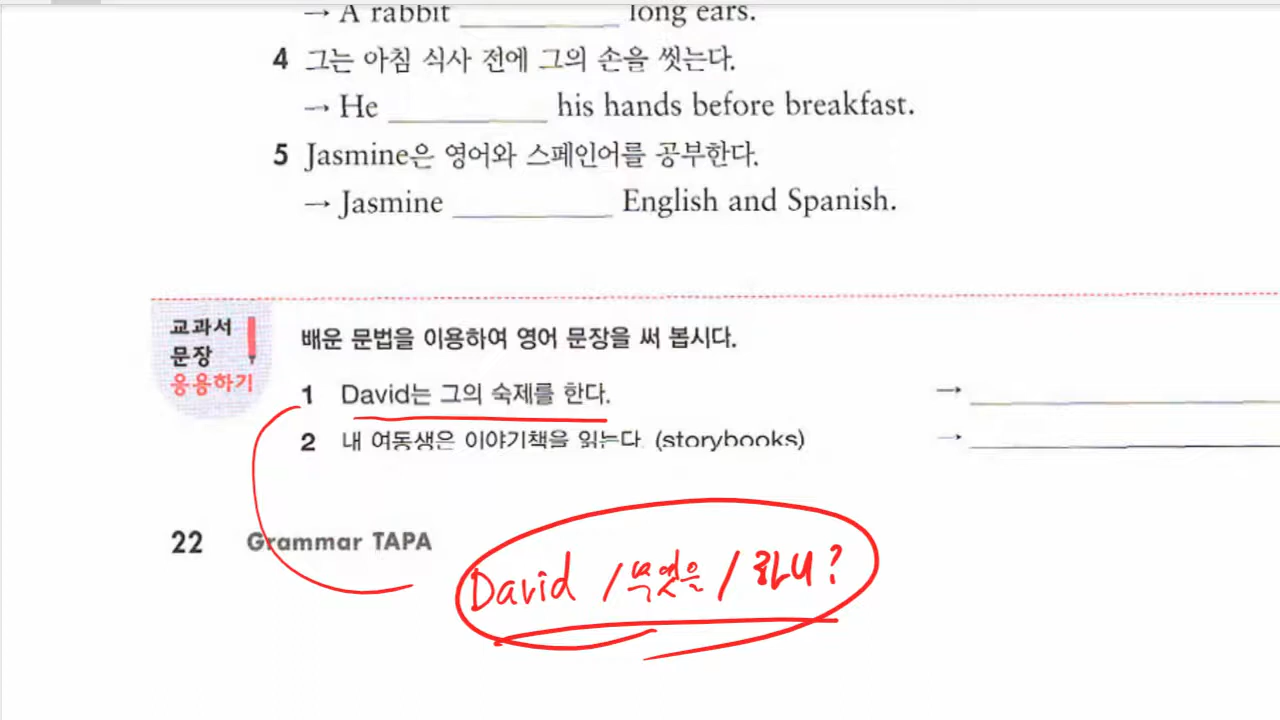 → A rabbit ________ long ears.
4 그는 아침 식사 전에 그의 손을 씻는다.
→ He ________ his hands before breakfast.
5 Jasmine은 영어와 스페인어를 공부한다.
→ Jasmine ________ English and Spanish.
교과서
문장
응용하기
배운 문법을 이용하여 영어 문장을 써 봅시다.
1 David는 그의 숙제를 한다. → ________
2 내 여동생은 이야기책을 읽는다. (storybooks) → ________
22 Grammar TAPA
David / 무엇을 / 하니?